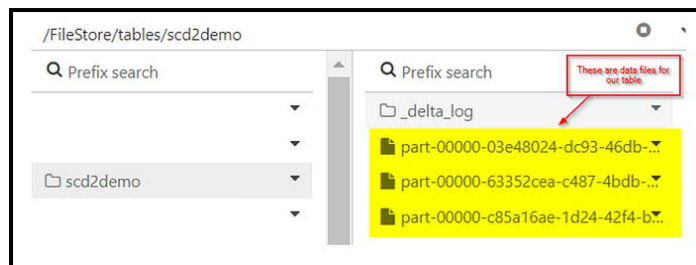 /FileStore/tables/scd2demo
Prefix search
scd2demo
Prefix search
These are data files for
our table
_delta_log
part-00000-03e48024-dc93-46db-...
part-00000-63352cea-c487-4bdb-...
part-00000-c85a16ae-1d24-42f4-b...